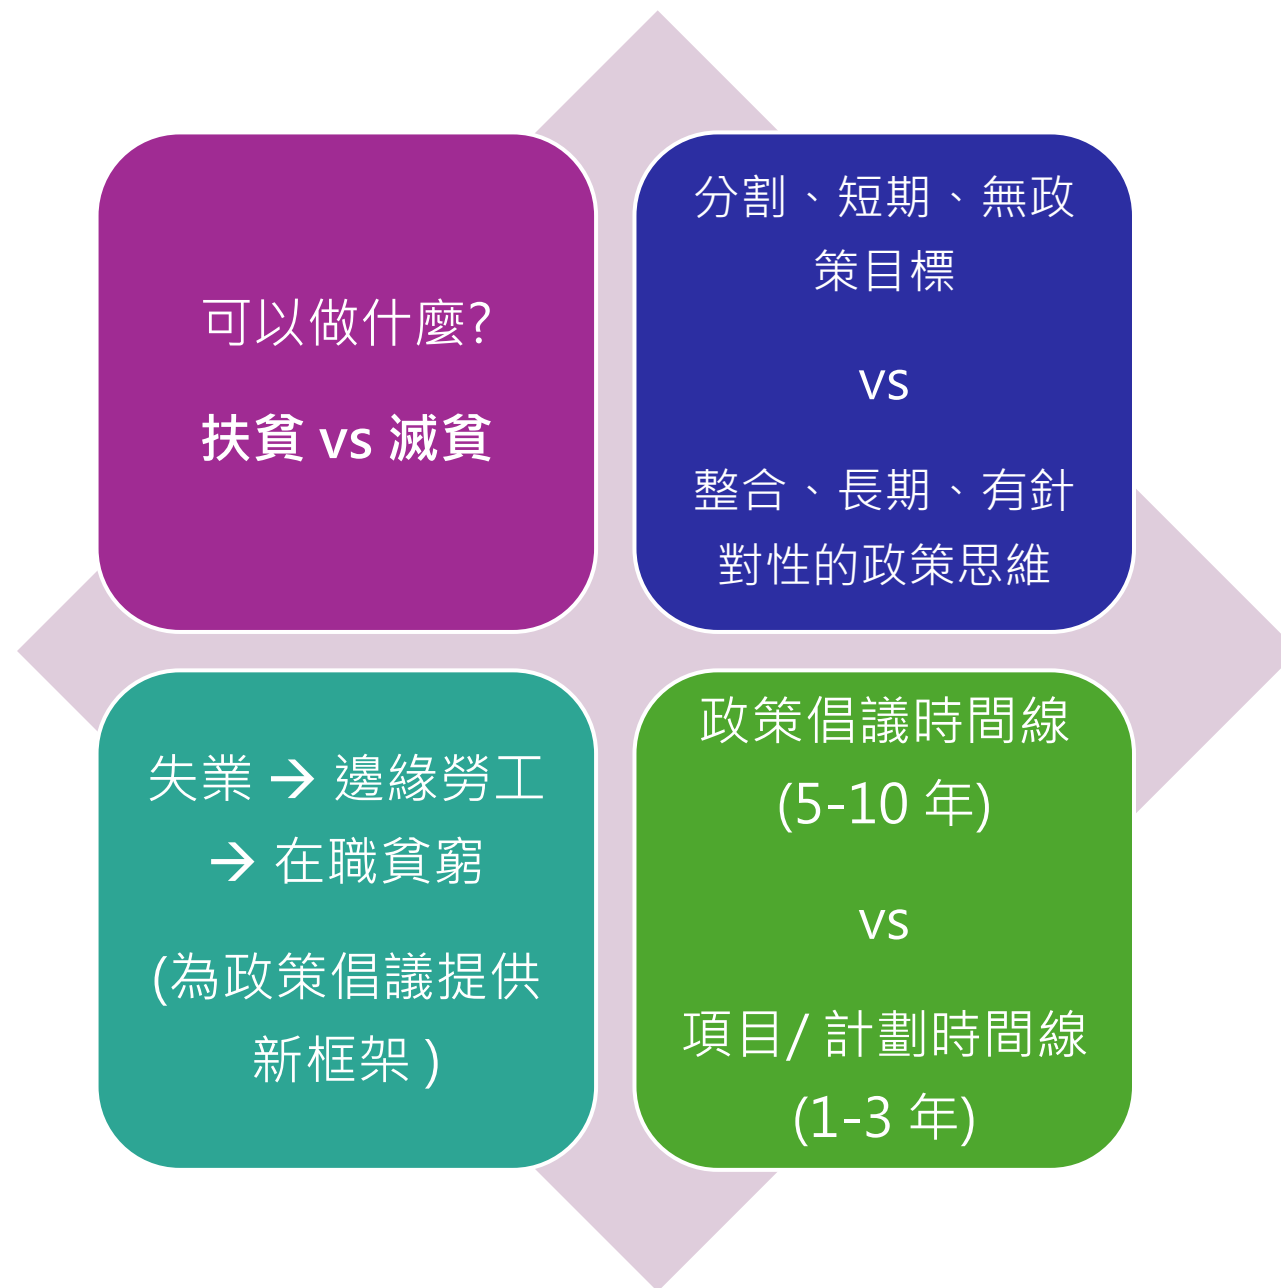 可以做什麼?
扶貧 vs 滅貧
分割、短期、無政
策目標
vs
整合、長期、有針
對性的政策思維
失業 → 邊緣勞工
→ 在職貧窮
(為政策倡議提供
新框架 )
政策倡議時間線
(5-10 年)
vs
項目/ 計劃時間線
(1-3 年)